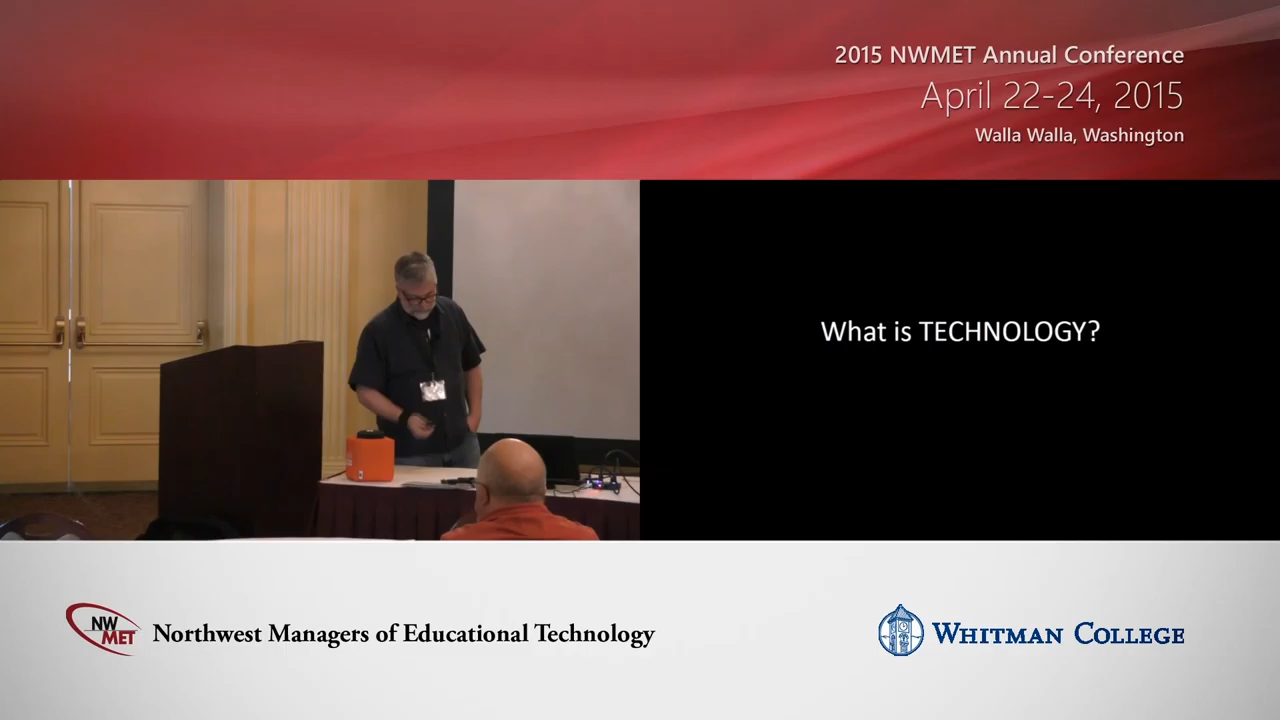 2015 NWMET Annual Conference
April 22-24, 2015
Walla Walla, Washington
What is TECHNOLOGY?
NW
MET
Northwest Managers of Educational Technology
WHITMAN COLLEGE